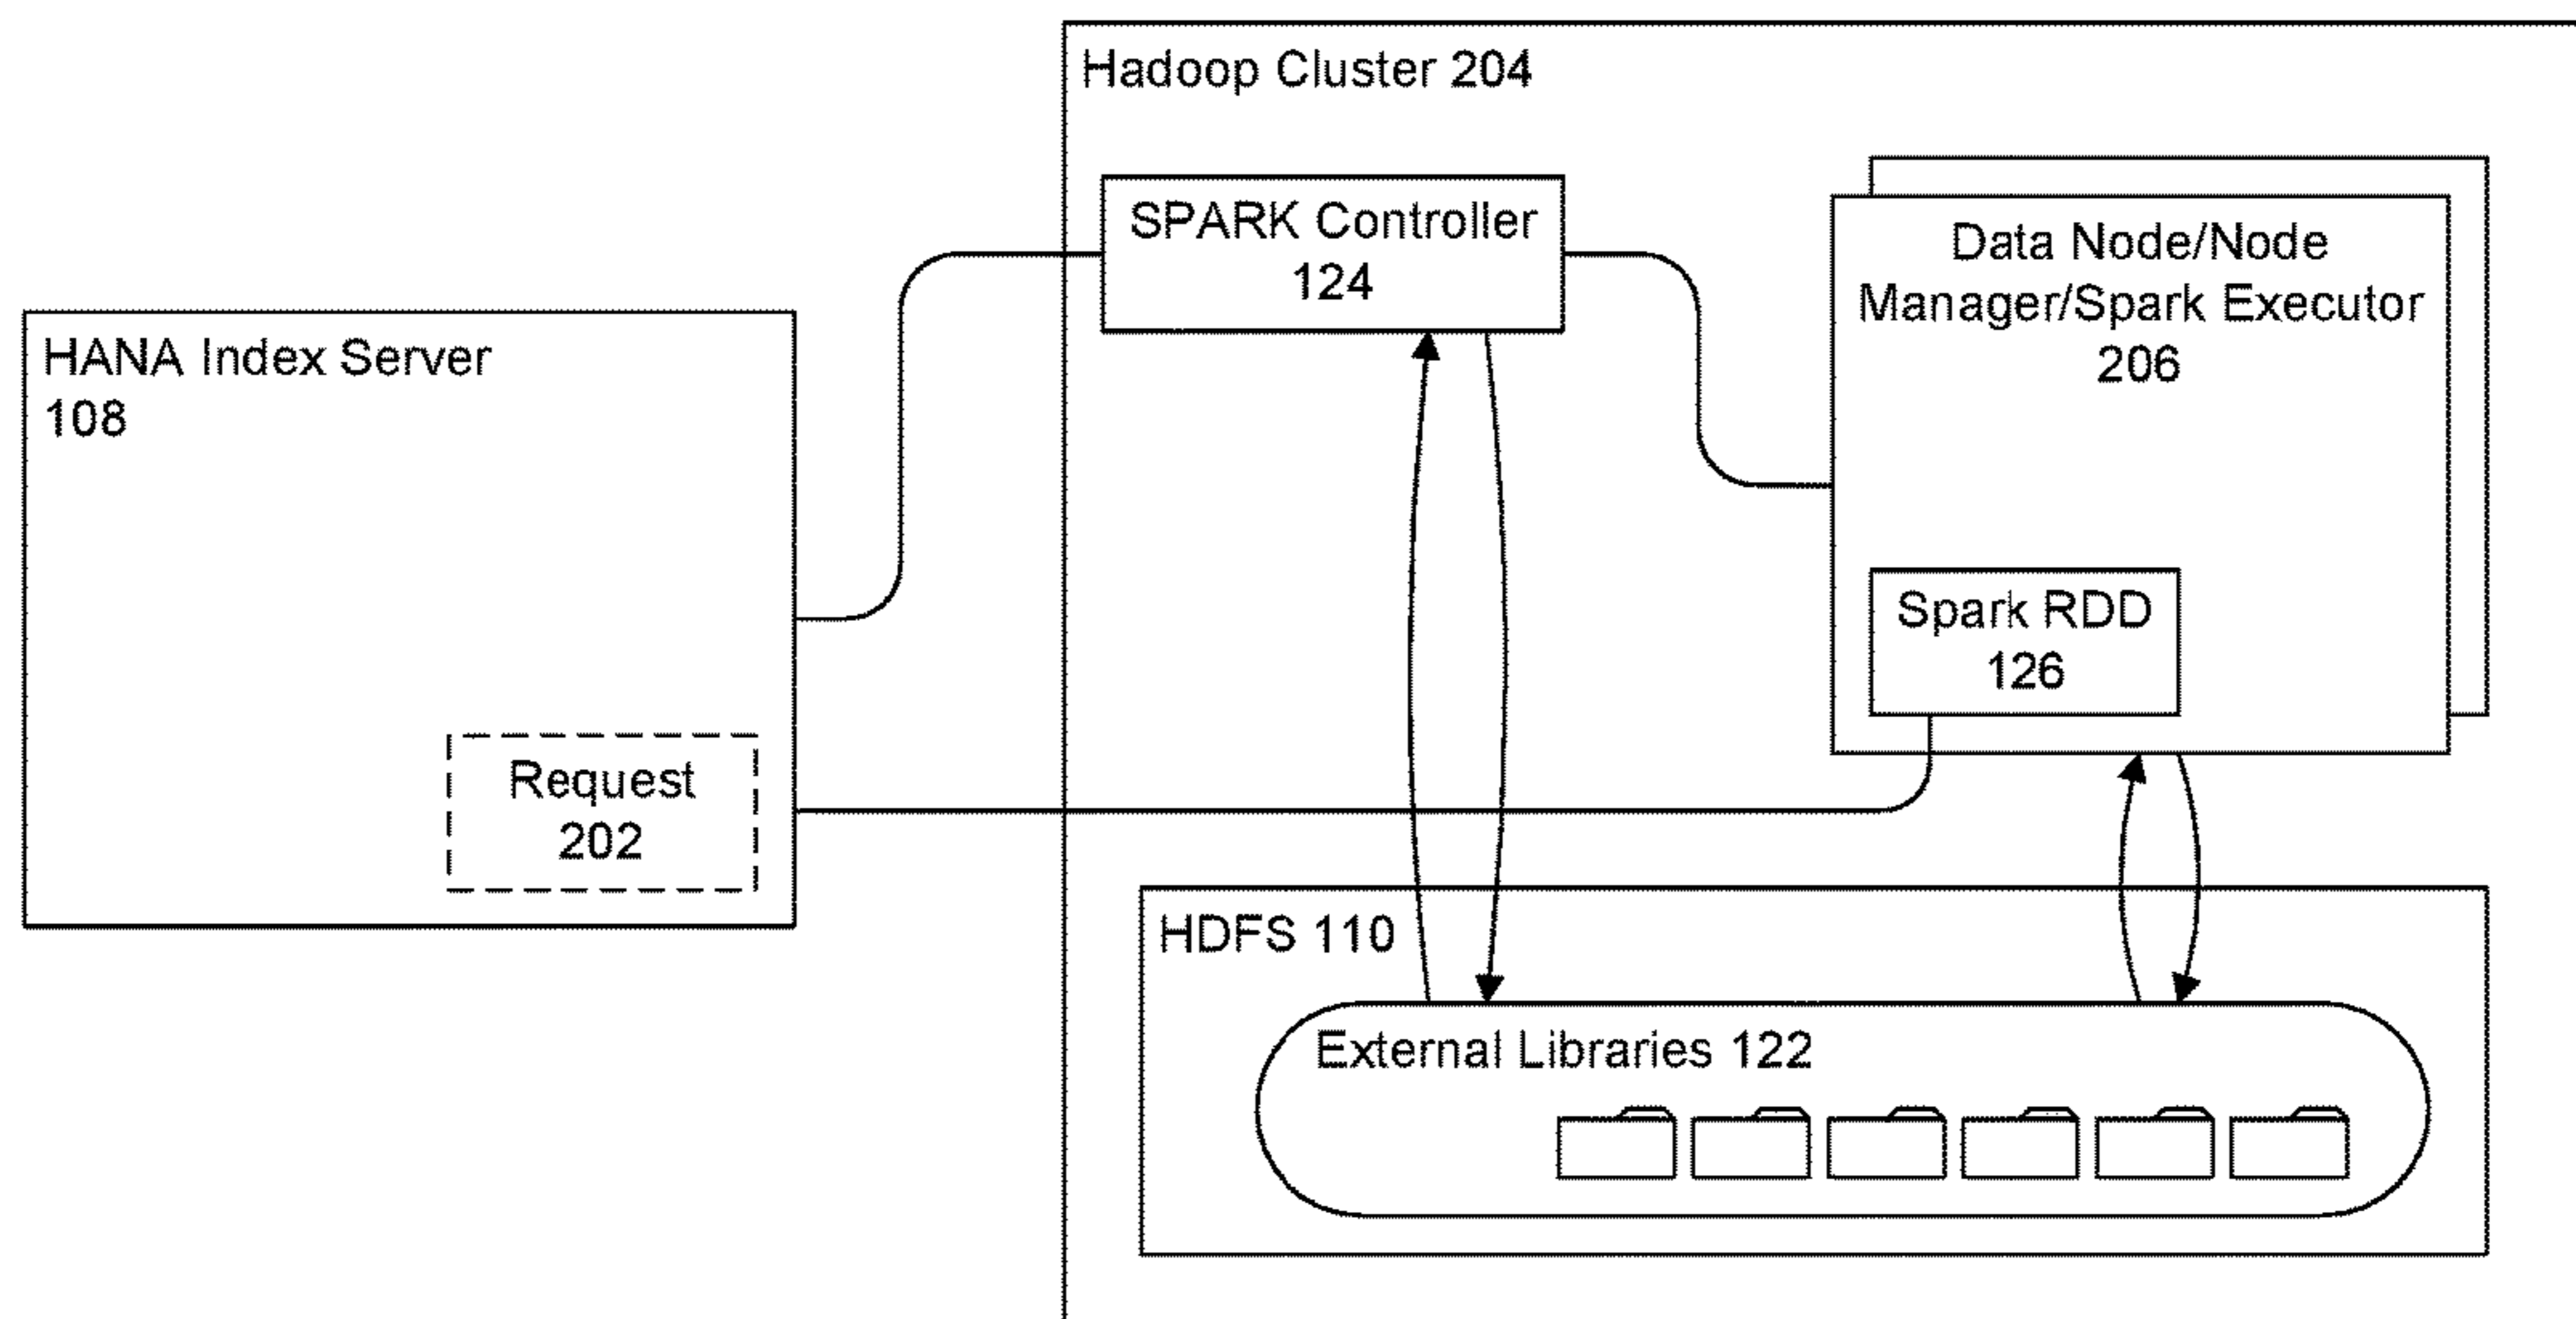 Hadoop Cluster 204
SPARK Controller
124
Data Node/Node
Manager/Spark Executor
206
HANA Index Server
108
Spark RDD
126
Request
202
HDFS 110
External Libraries 122